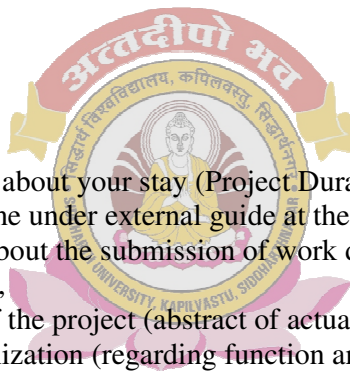 अत्तदीपो भव
सिद्धार्थ विश्वविद्यालय, कपिलवस्तु, सिद्धार्थनगर
about your stay (Project Dura
ne under external guide at the
bout the submission of work d
,
UNIVERSITY, KAPILVASTU, SIDDHARTHNAGAR
f the project (abstract of actua
lization (regarding function an